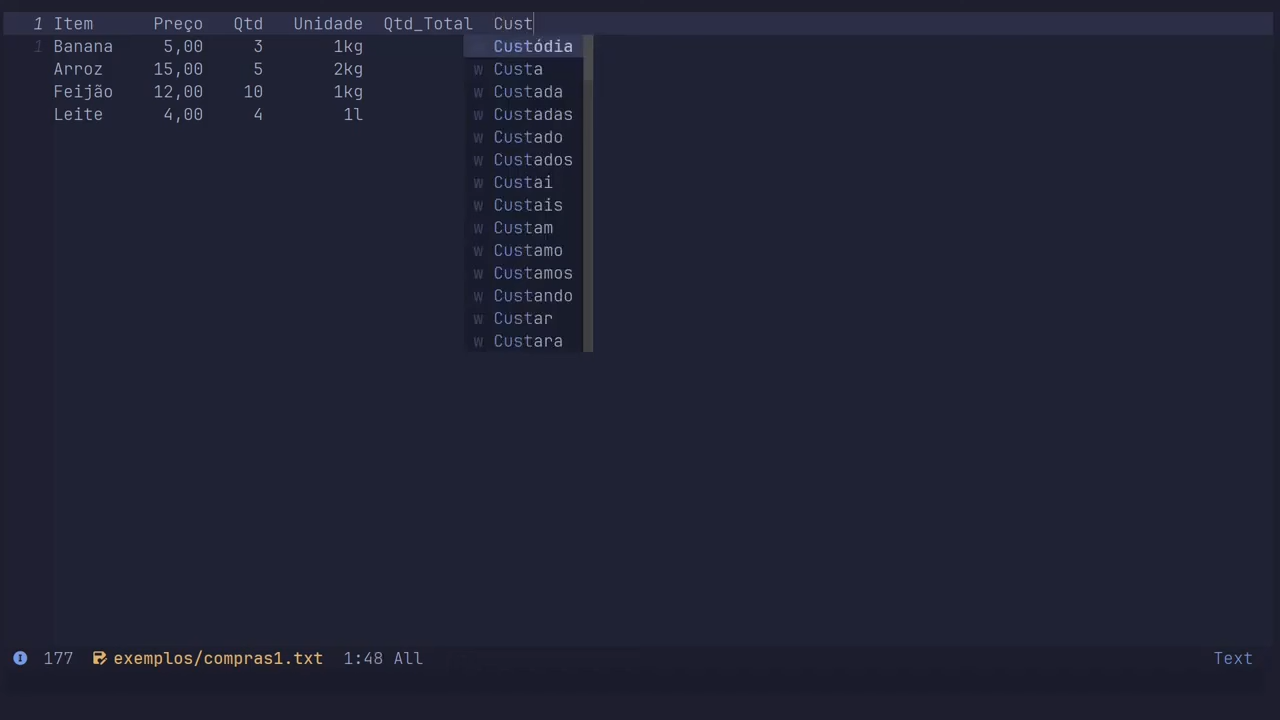 1 Item Preço Qtd Unidade Qtd_Total Cust
1 Banana 5,00 3 1kg
Arroz 15,00 5 2kg
Feijão 12,00 10 1kg
Leite 4,00 4 1l
Custódia
w Custa
w Custada
w Custadas
w Custado
w Custados
w Custai
w Custais
w Custam
w Custamo
w Custamos
w Custando
w Custar
w Custara
I 177 exemplos/compras1.txt 1:48 All Text